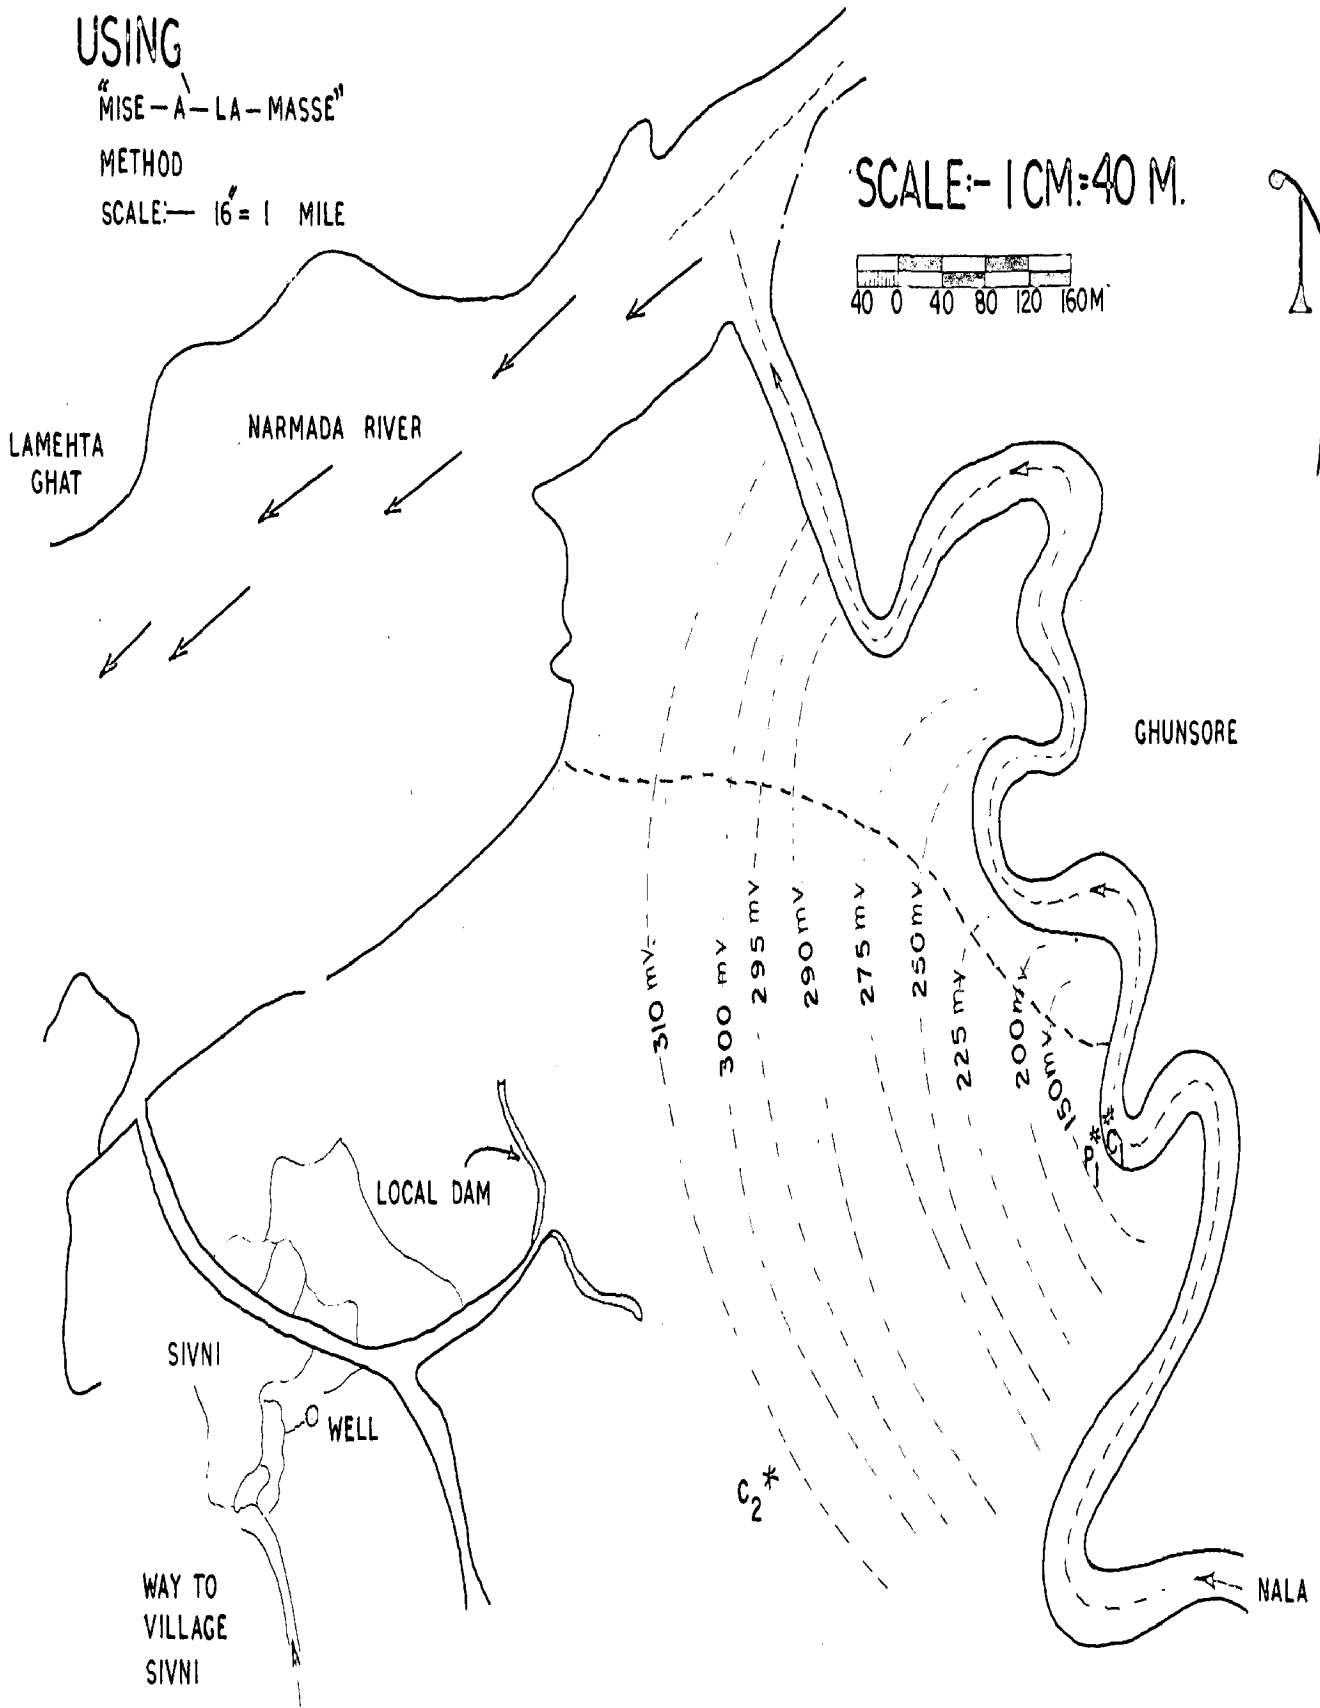 USING
"MISE-À-LA-MASSE"
METHOD
SCALE:— 16" = 1 MILE
SCALE:- 1 CM.=40 M.
40 0 40 80 120 160M
LAMEHTA
GHAT
NARMADA RIVER
GHUNSORE
310 mv.
300 mv
295 mv
290 mv
275 mv
250 mv
225 mv
200 mv
150 mv
P1*
*C1
LOCAL DAM
SIVNI
WELL
C2*
WAY TO
VILLAGE
SIVNI
NALA